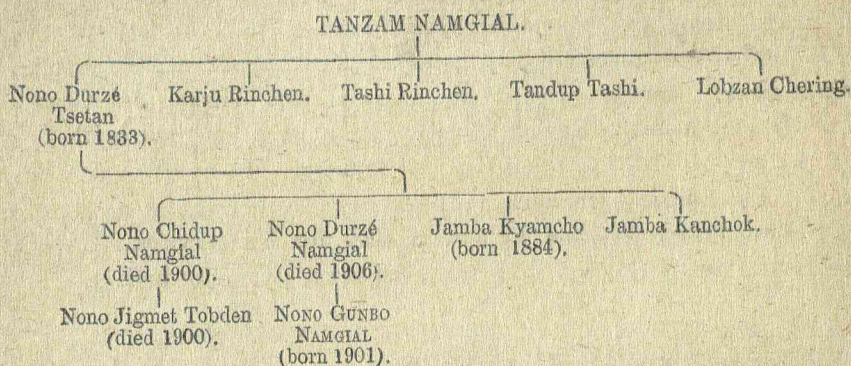 TANZAM NAMGIAL.
Nono Durzé Tsetan (born 1833).
Karju Rinchen.
Tashi Rinchen.
Tandup Tashi.
Lobzan Chering.
Nono Chidup Namgial (died 1900).
Nono Durzé Namgial (died 1906).
Jamba Kyamcho (born 1884).
Jamba Kanchok.
Nono Jigmet Tobden (died 1900).
NONO GUNBO NAMGIAL (born 1901).